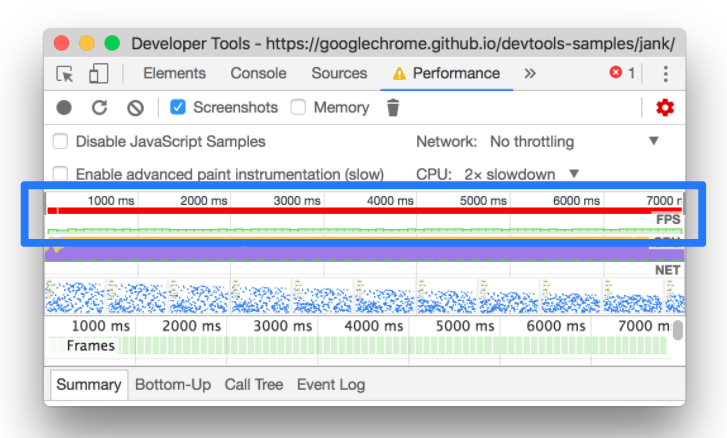 Developer Tools - https://googlechrome.github.io/devtools-samples/jank/
Elements Console Sources Performance » 1
Screenshots Memory
Disable JavaScript Samples Network: No throttling
Enable advanced paint instrumentation (slow) CPU: 2× slowdown
1000 ms 2000 ms 3000 ms 4000 ms 5000 ms 6000 ms 7000 m
FPS
NET
1000 ms 2000 ms 3000 ms 4000 ms 5000 ms 6000 ms 7000 m
Frames
Summary Bottom-Up Call Tree Event Log